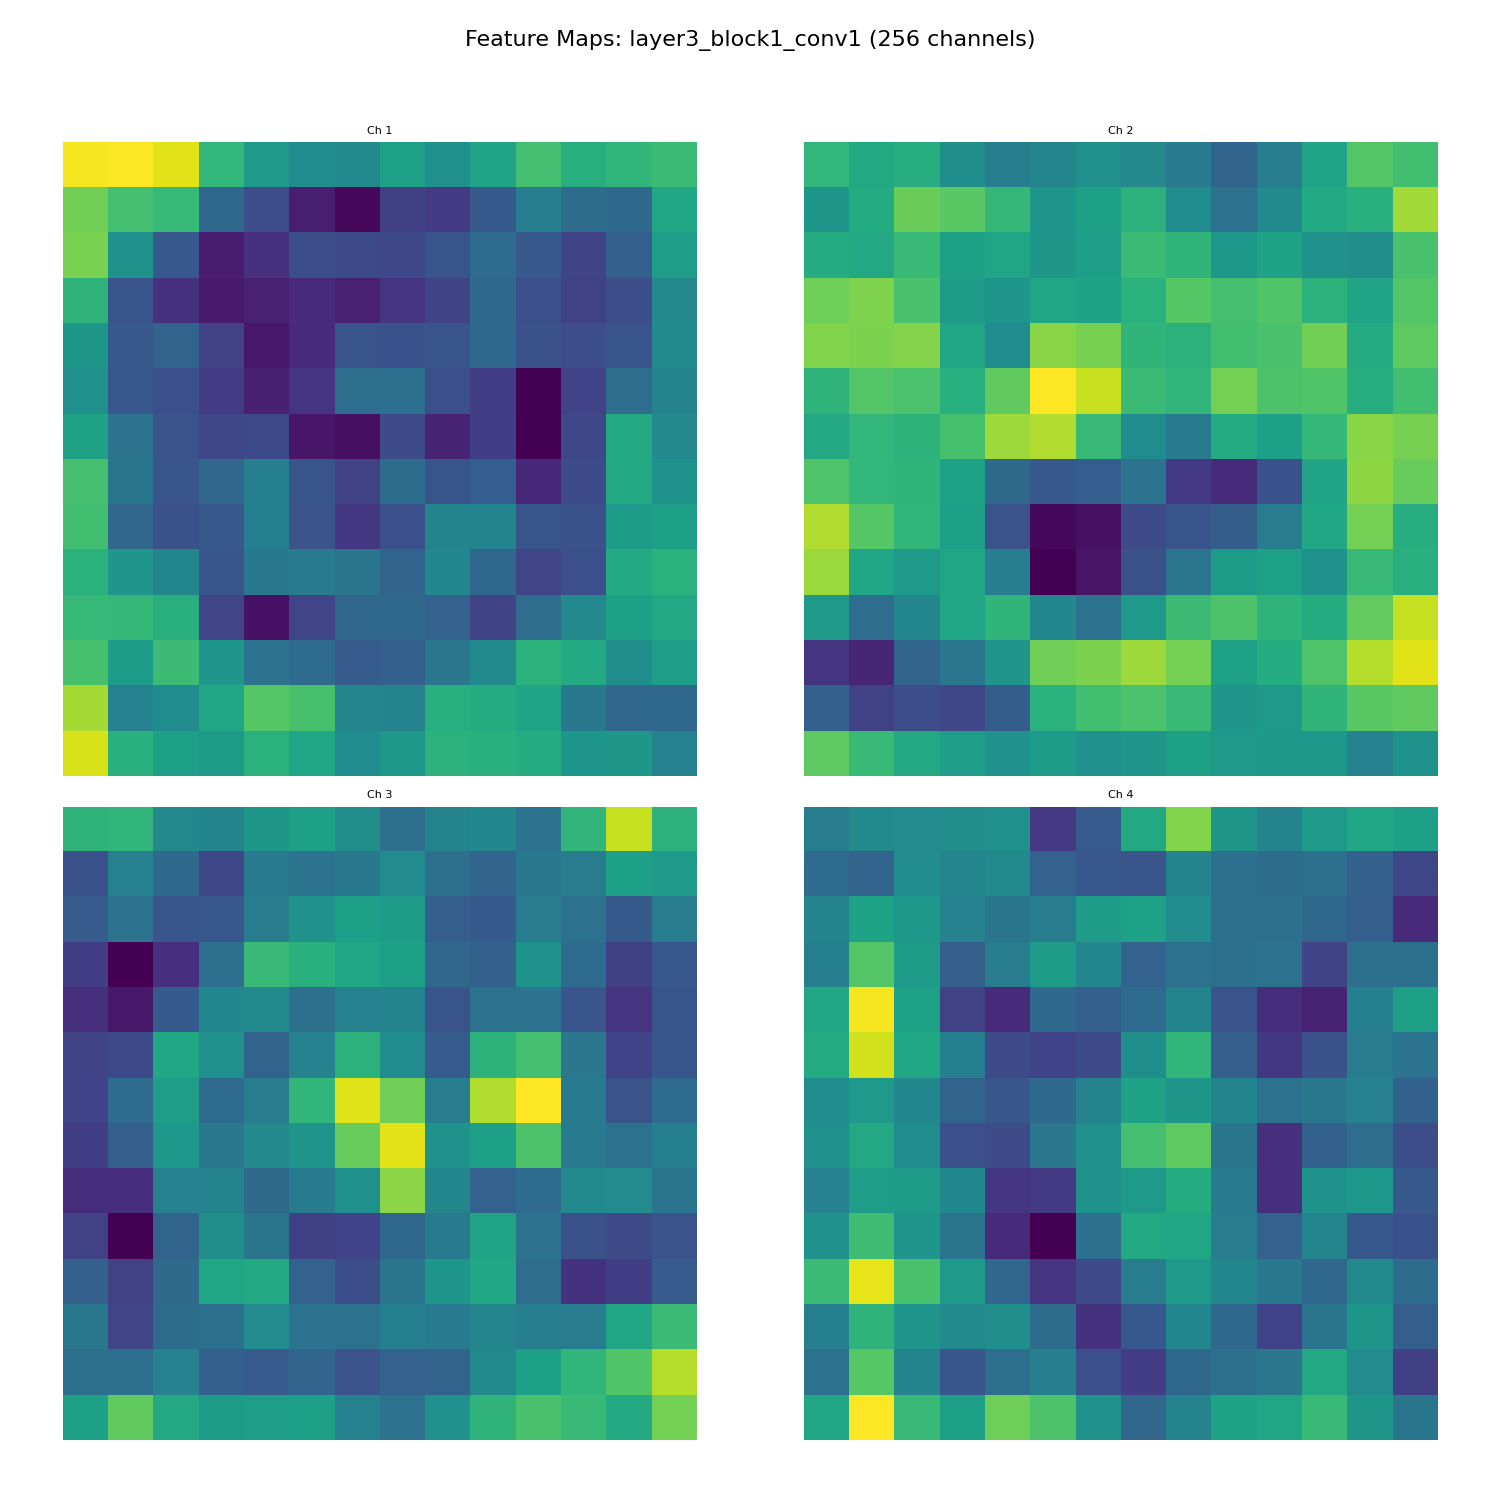 Feature Maps: layer3_block1_conv1 (256 channels)
Ch 1
Ch 2
Ch 3
Ch 4